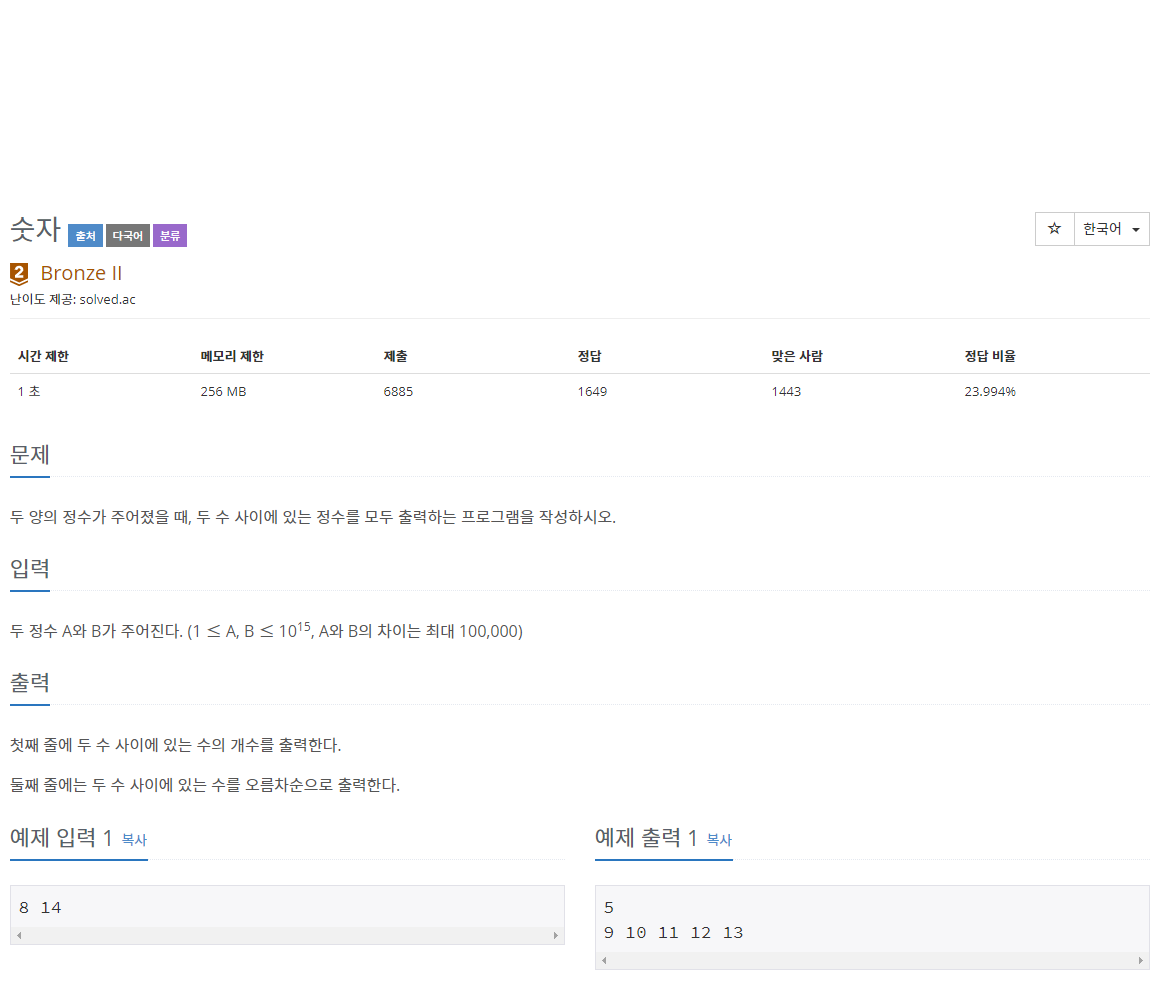 숫자 출처 다국어 분류 ☆ 한국어
2 Bronze II
난이도 제공: solved.ac
시간 제한 메모리 제한 제출 정답 맞은 사람 정답 비율
1 초 256 MB 6885 1649 1443 23.994%
문제
두 양의 정수가 주어졌을 때, 두 수 사이에 있는 정수를 모두 출력하는 프로그램을 작성하시오.
입력
두 정수 A와 B가 주어진다. (1 ≤ A, B ≤ 10¹⁵, A와 B의 차이는 최대 100,000)
출력
첫째 줄에 두 수 사이에 있는 수의 개수를 출력한다.
둘째 줄에는 두 수 사이에 있는 수를 오름차순으로 출력한다.
예제 입력 1 복사
8 14
예제 출력 1 복사
5
9 10 11 12 13